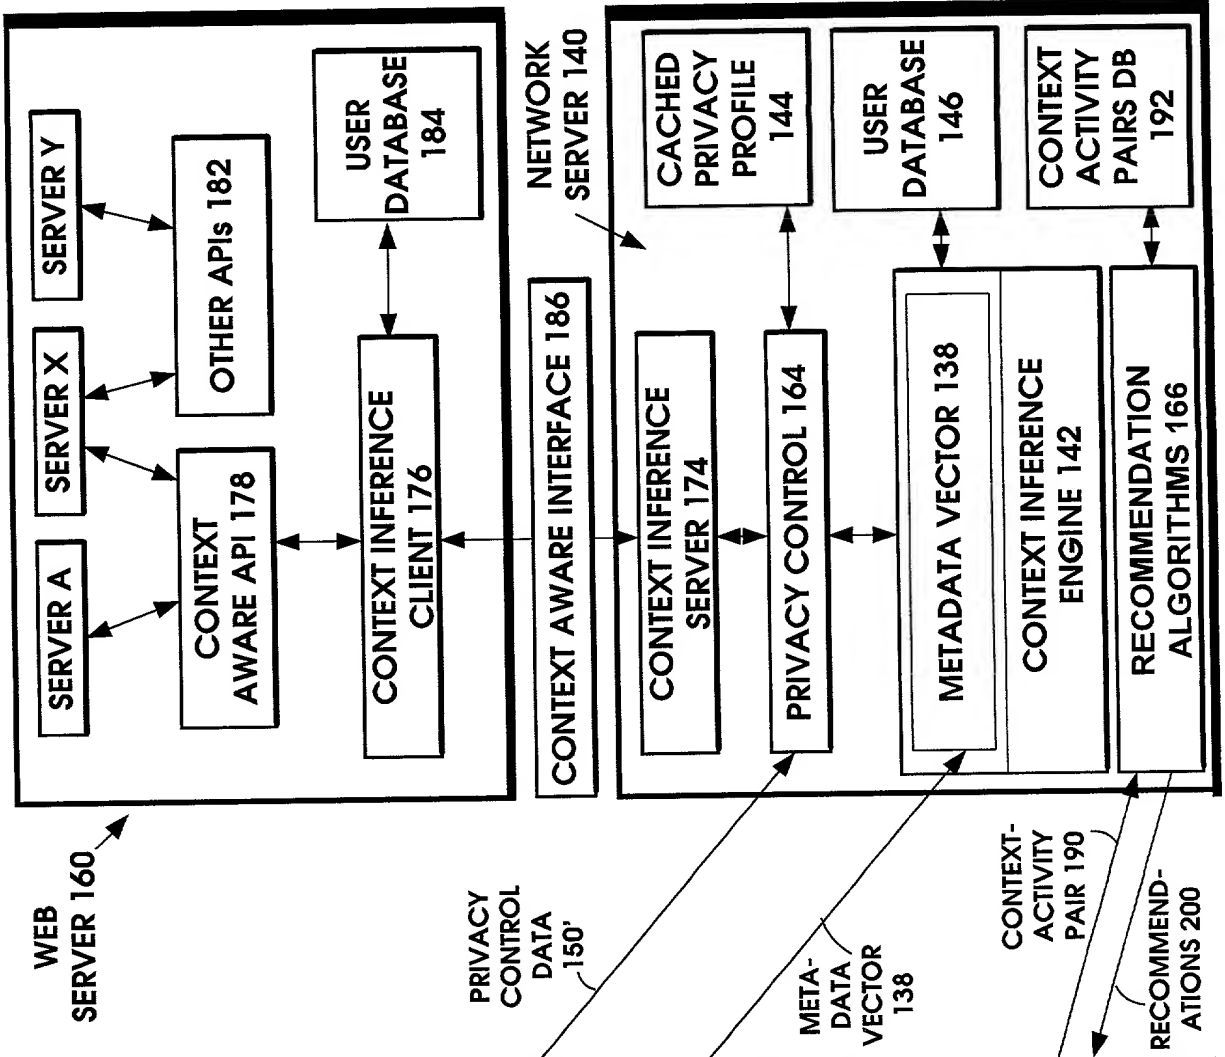 WEB
SERVER 160
SERVER A
SERVER X
SERVER Y
CONTEXT
AWARE API 178
OTHER APIs 182
CONTEXT INFERENCE
CLIENT 176
USER
DATABASE
184
CONTEXT AWARE INTERFACE 186
NETWORK
SERVER 140
PRIVACY
CONTROL
DATA
150'
CONTEXT INFERENCE
SERVER 174
CACHED
PRIVACY
PROFILE
144
PRIVACY CONTROL 164
META-
DATA
VECTOR
138
METADATA VECTOR 138
CONTEXT INFERENCE
ENGINE 142
USER
DATABASE
146
CONTEXT-
ACTIVITY
PAIR 190
RECOMMEND-
ATIONS 200
RECOMMENDATION
ALGORITHMS 166
CONTEXT
ACTIVITY
PAIRS DB
192